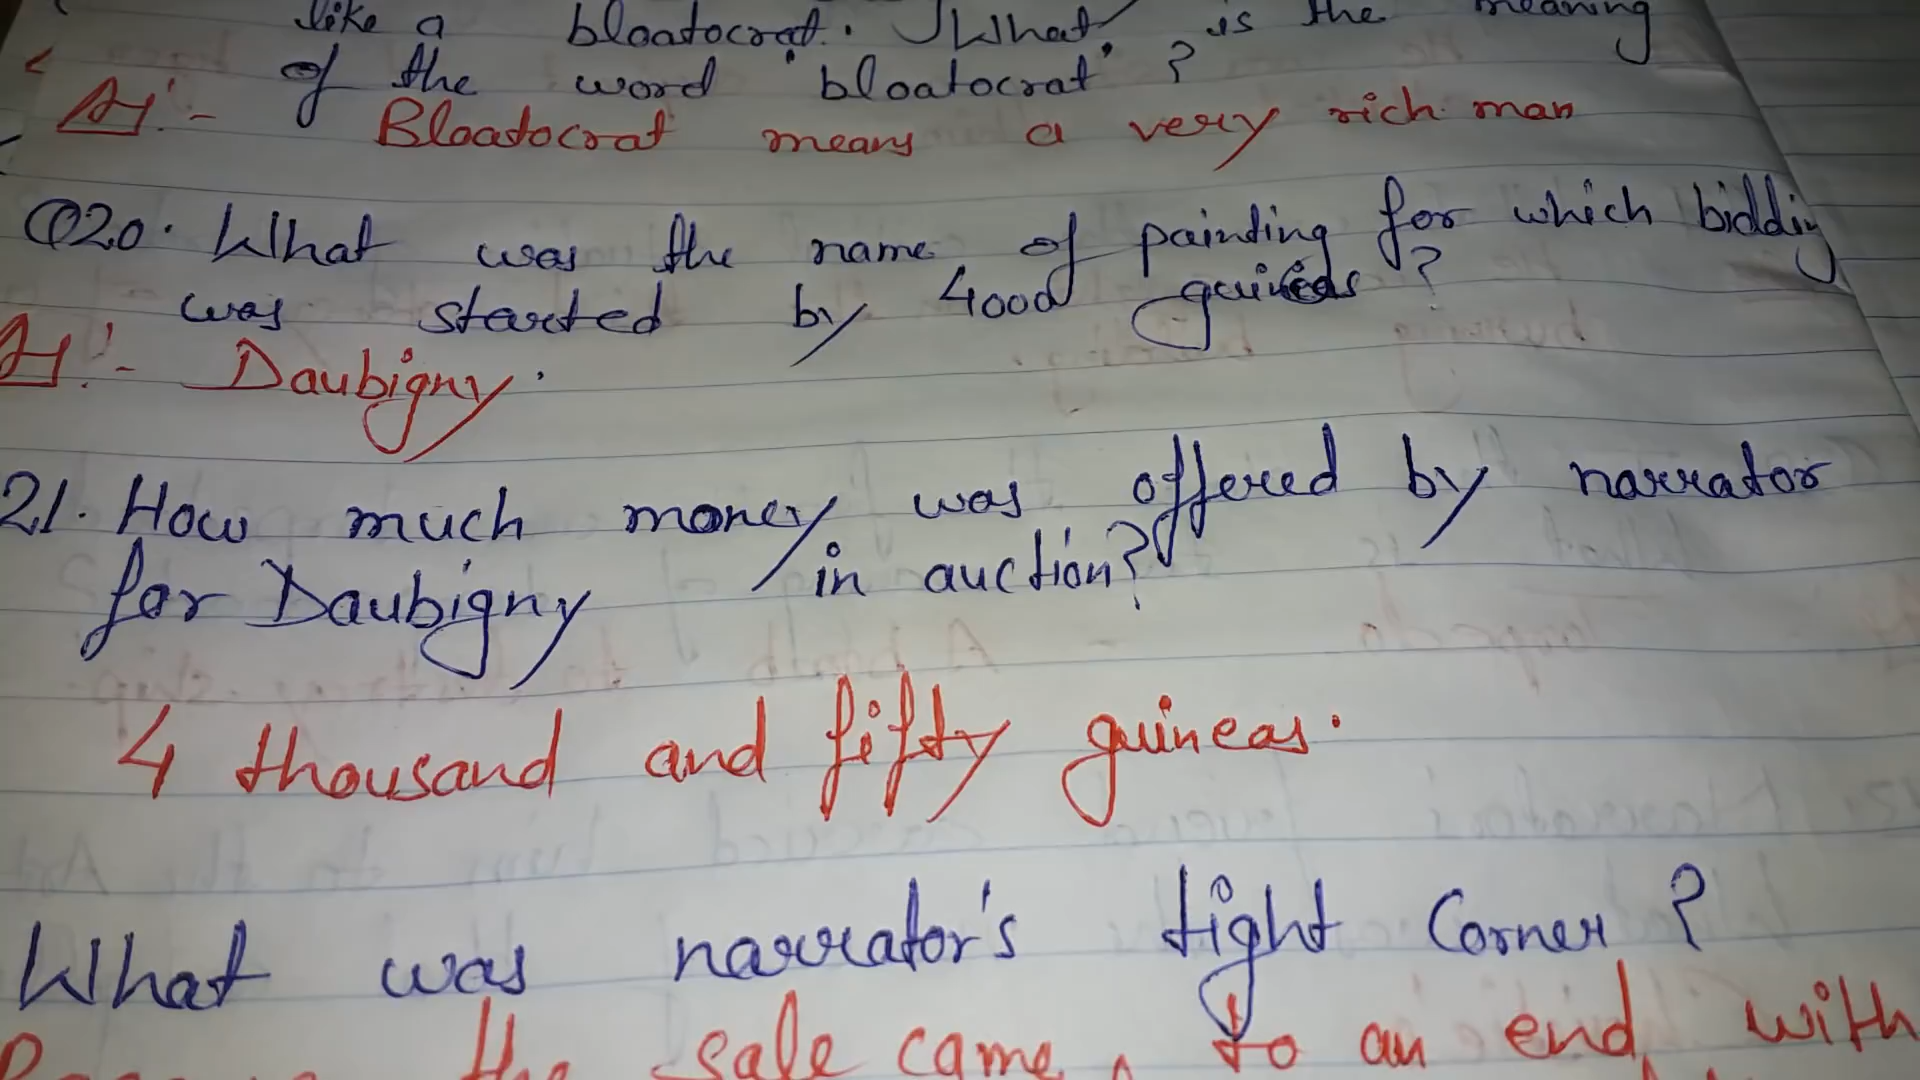 like a bloatocrat. What is the meaning
of the word 'bloatocrat' ?
A:- Bloatocrat means a very rich man
Q20. What was the name of painting for which bidding
was started by 4000 guineas ?
A:- Daubigny.
21. How much money was offered by narrator
for Daubigny in auction?
4 thousand and fifty guineas.
What was narrator's tight Corner ?
the sale came to an end with